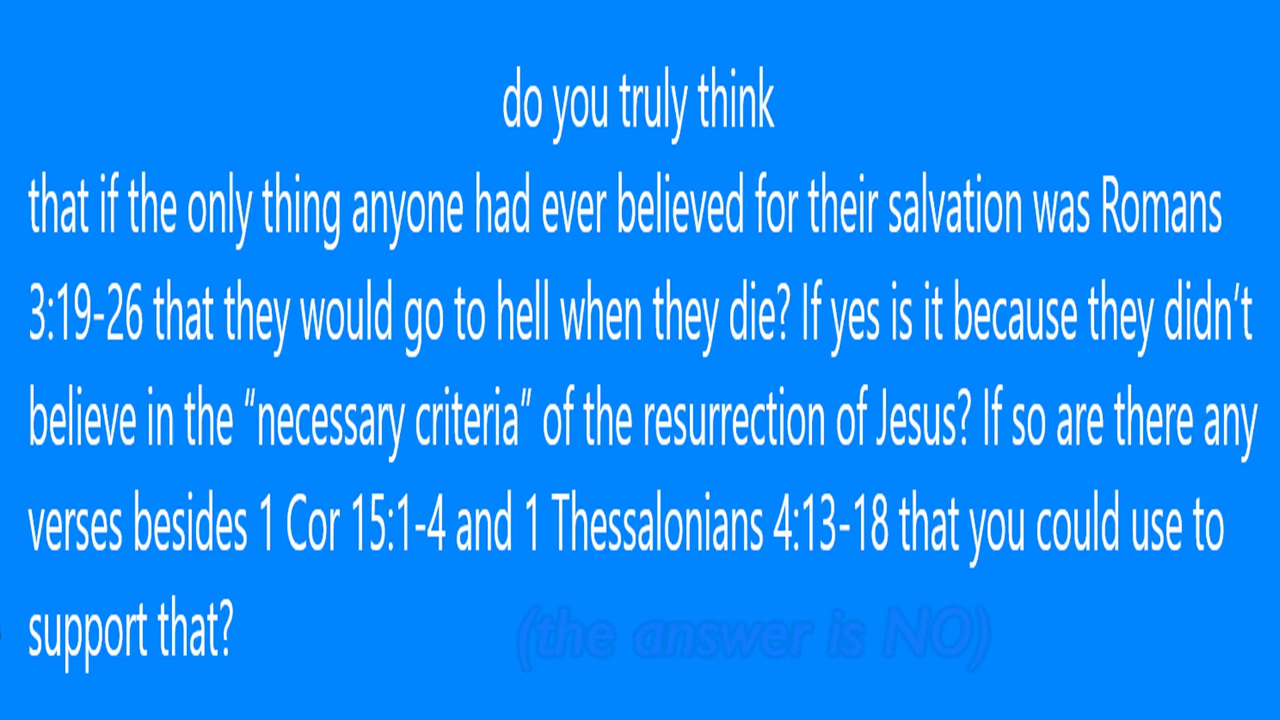 do you truly think
that if the only thing anyone had ever believed for their salvation was Romans
3:19-26 that they would go to hell when they die? If yes is it because they didn’t
believe in the “necessary criteria” of the resurrection of Jesus? If so are there any
verses besides 1 Cor 15:1-4 and 1 Thessalonians 4:13-18 that you could use to
support that?
(the answer is NO)